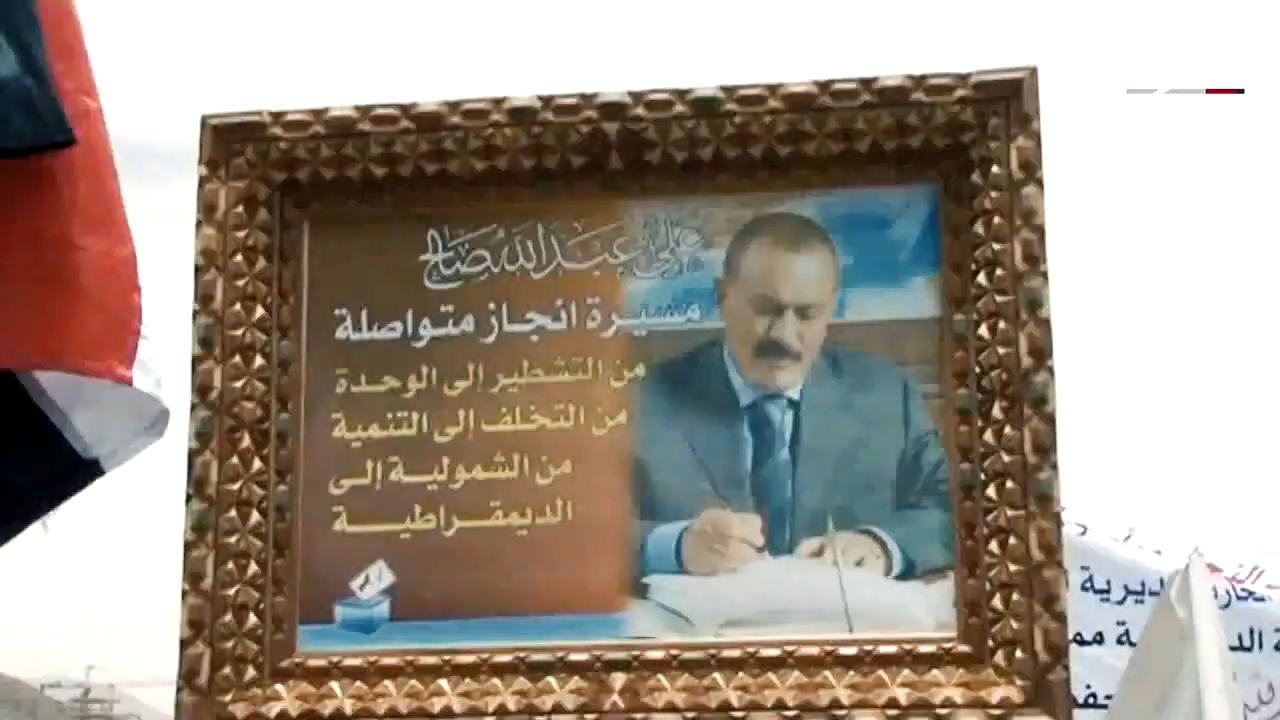 علي عبدالله صالح
مسيرة انجاز متواصلة
من التشطير إلى الوحدة
من التخلف إلى التنمية
من الشمولية إلى
الديمقراطية